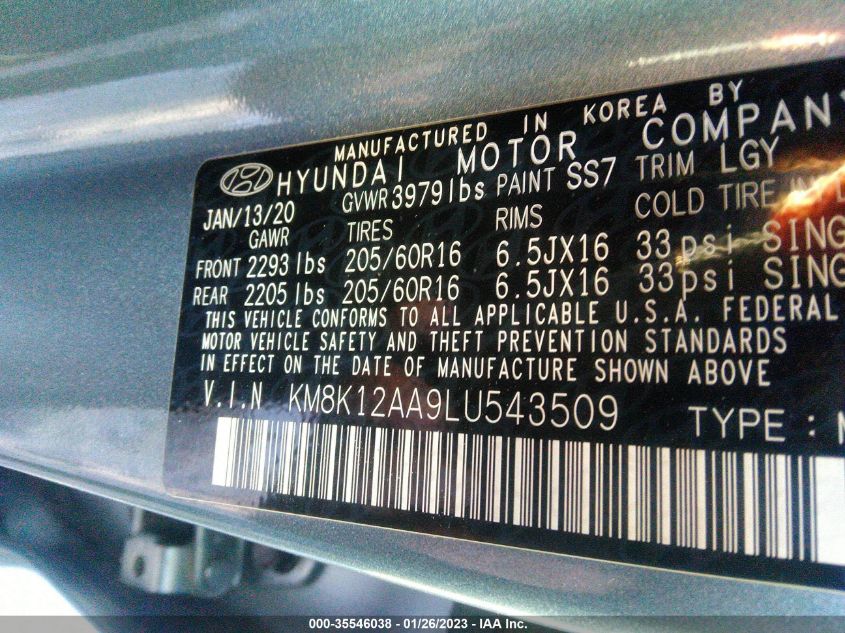 MANUFACTURED IN KOREA BY
HYUNDAI MOTOR COMPANY
JAN/13/20 GVWR 3979 lbs PAINT SS7 TRIM LGY
GAWR TIRES RIMS COLD TIRE
FRONT 2293 lbs 205/60R16 6.5JX16 33psi SING
REAR 2205 lbs 205/60R16 6.5JX16 33psi SING
THIS VEHICLE CONFORMS TO ALL APPLICABLE U.S.A. FEDERAL
MOTOR VEHICLE SAFETY AND THEFT PREVENTION STANDARDS
IN EFFECT ON THE DATE OF MANUFACTURE SHOWN ABOVE
V.I.N KM8K12AA9LU543509 TYPE :
000-35546038 - 01/26/2023 - IAA Inc.